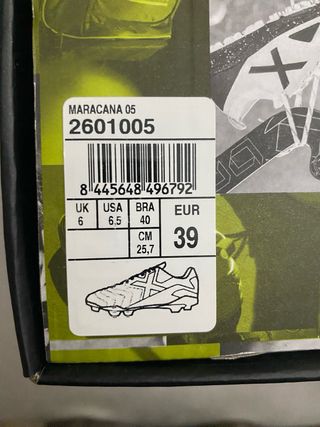 MARACANA 05
2601005
8 445648 496792
UK 6
USA 6.5
BRA 40
CM 25,7
EUR 39